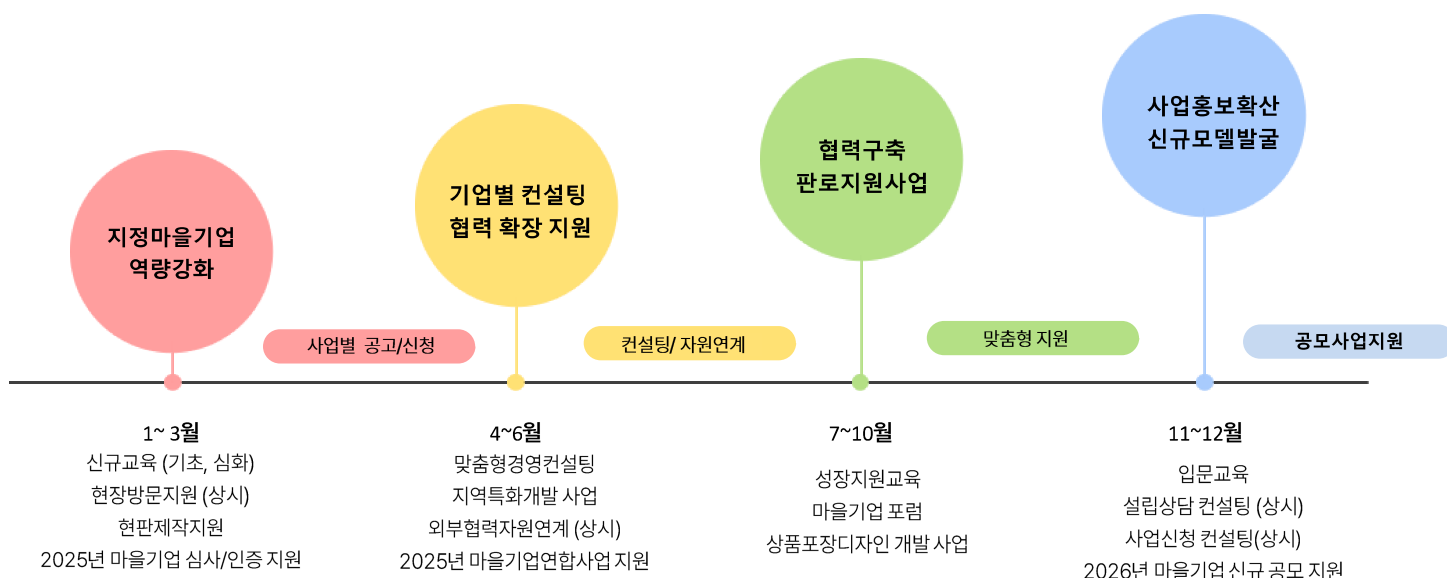 지정마을기업
역량강화
기업별 컨설팅
협력 확장 지원
협력구축
판로지원사업
사업홍보확산
신규모델발굴
사업별 공고/신청
컨설팅/ 자원연계
맞춤형 지원
공모사업지원
1~ 3월
신규교육 (기초, 심화)
현장방문지원 (상시)
현판제작지원
2025년 마을기업 심사/인증 지원
4~6월
맞춤형경영컨설팅
지역특화개발 사업
외부협력자원연계 (상시)
2025년 마을기업연합사업 지원
7~10월
성장지원교육
마을기업 포럼
상품포장디자인 개발 사업
11~12월
입문교육
설립상담 컨설팅 (상시)
사업신청 컨설팅(상시)
2026년 마을기업 신규 공모 지원